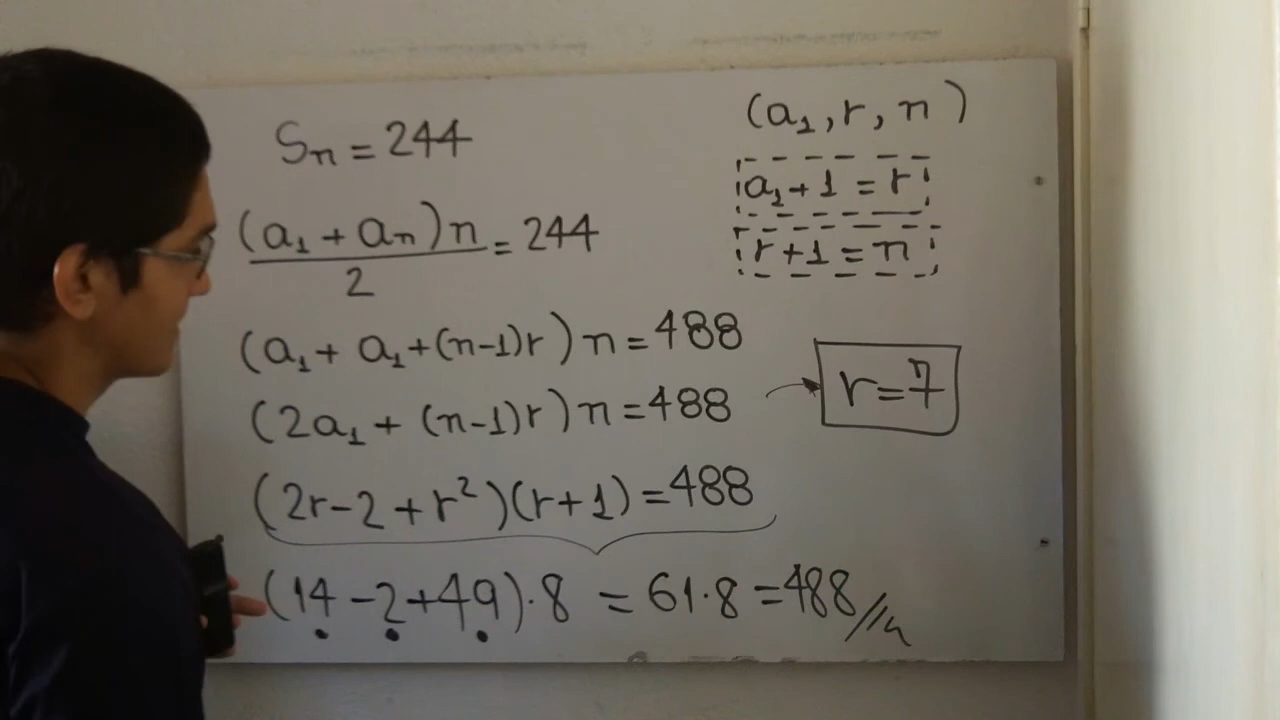 Sn = 244
(a₁ + an)n / 2 = 244
(a₁ + a₁ + (n-1)r)n = 488
(2a₁ + (n-1)r)n = 488
(2r - 2 + r²)(r + 1) = 488
(14 - 2 + 49) · 8 = 61 · 8 = 488 //
(a₁, r, n)
a₁ + 1 = r
r + 1 = n
r = 7